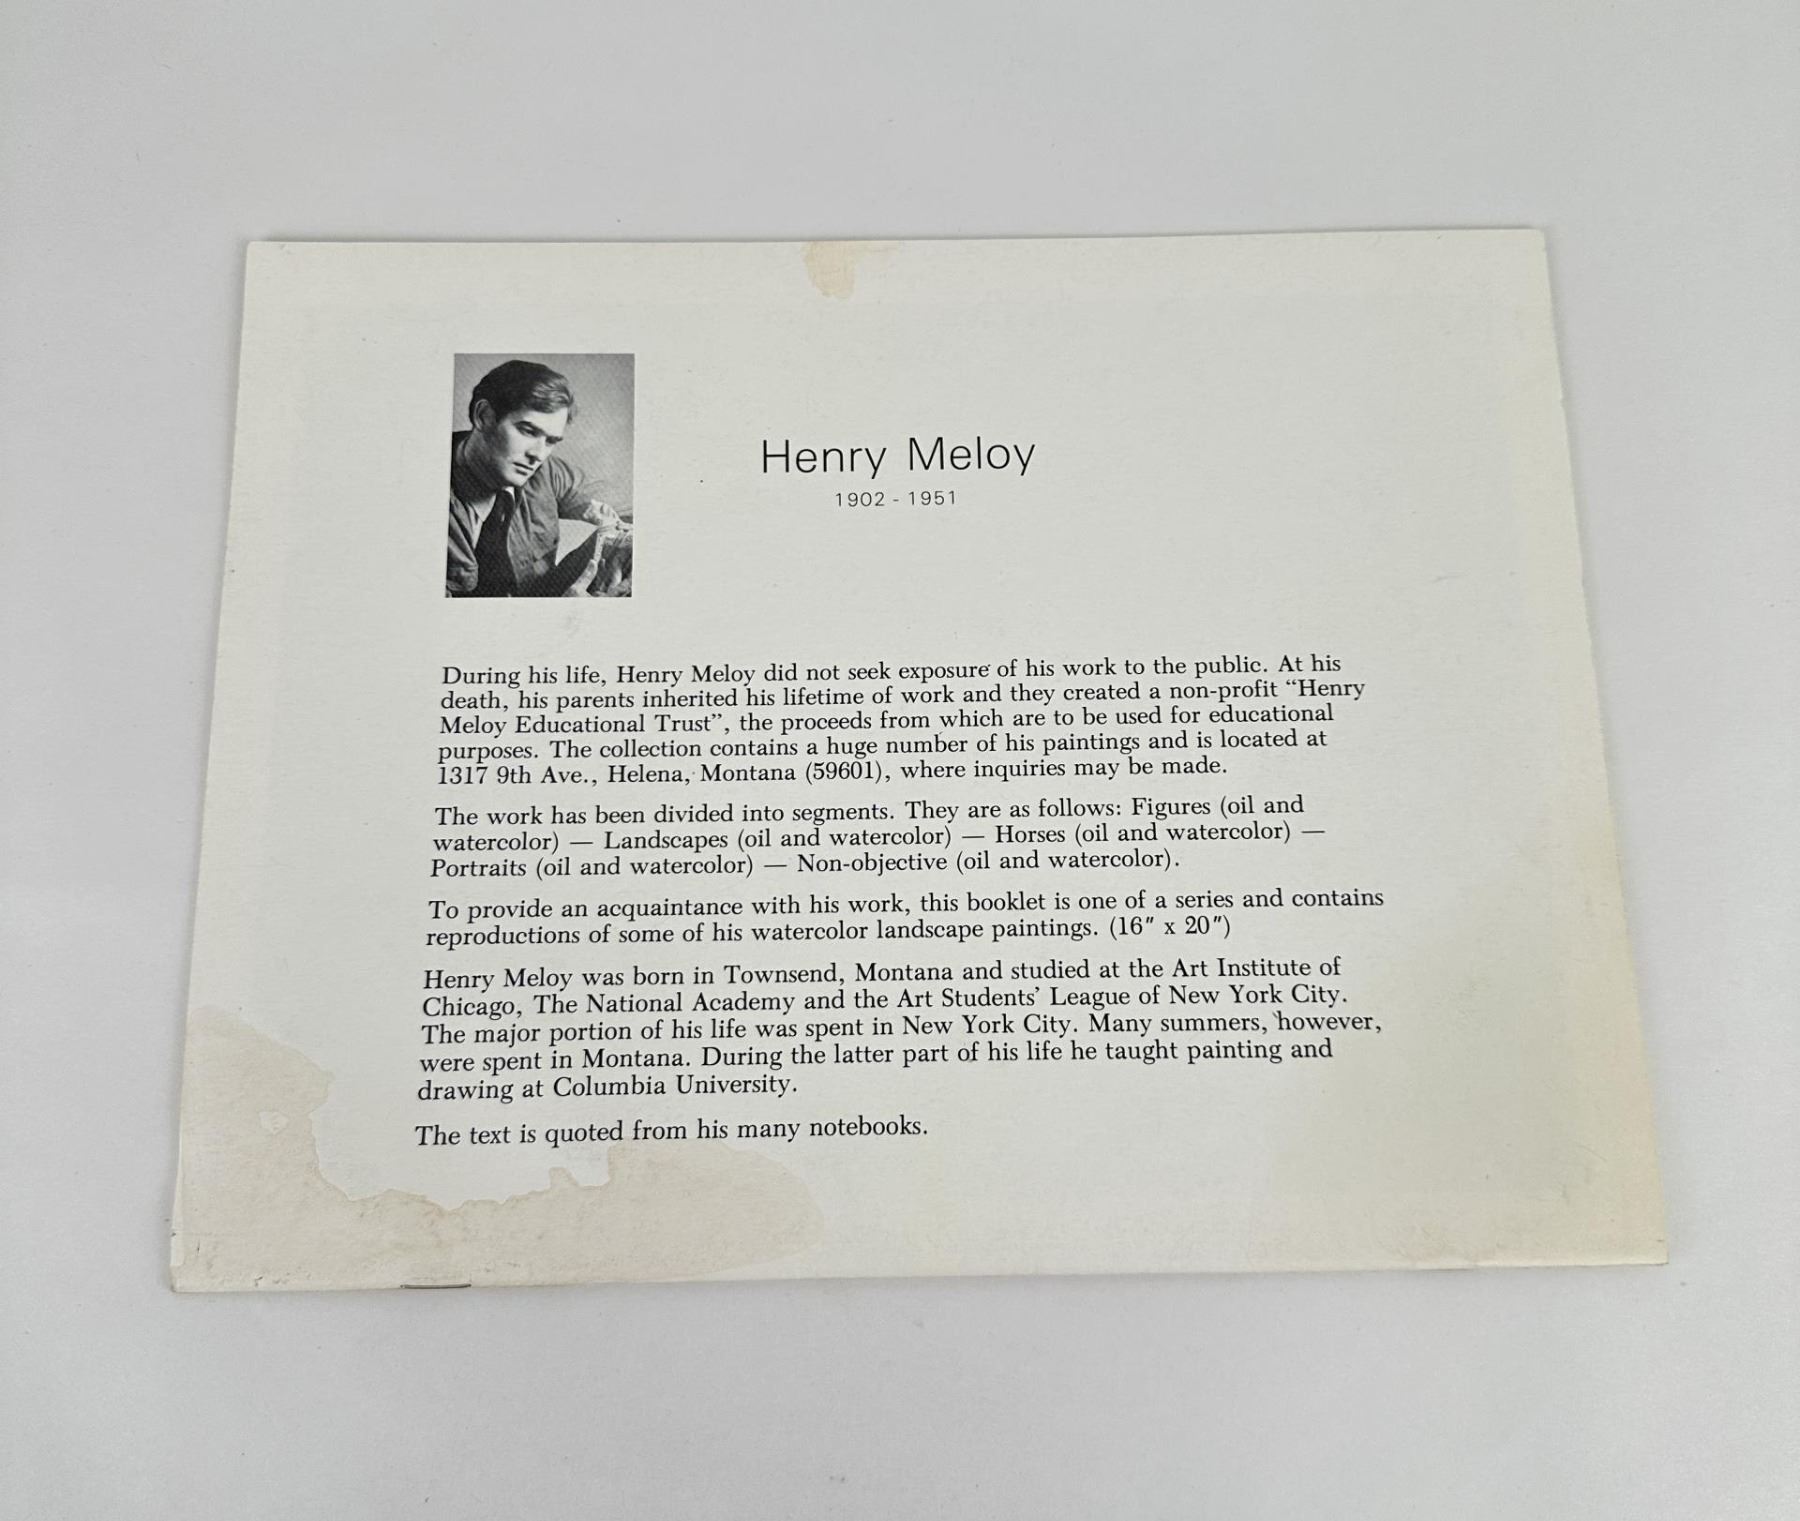 Henry Meloy
1902 - 1951
During his life, Henry Meloy did not seek exposure of his work to the public. At his
death, his parents inherited his lifetime of work and they created a non-profit “Henry
Meloy Educational Trust”, the proceeds from which are to be used for educational
purposes. The collection contains a huge number of his paintings and is located at
1317 9th Ave., Helena, Montana (59601), where inquiries may be made.
The work has been divided into segments. They are as follows: Figures (oil and
watercolor) — Landscapes (oil and watercolor) — Horses (oil and watercolor) —
Portraits (oil and watercolor) — Non-objective (oil and watercolor).
To provide an acquaintance with his work, this booklet is one of a series and contains
reproductions of some of his watercolor landscape paintings. (16″ x 20″)
Henry Meloy was born in Townsend, Montana and studied at the Art Institute of
Chicago, The National Academy and the Art Students’ League of New York City.
The major portion of his life was spent in New York City. Many summers, however,
were spent in Montana. During the latter part of his life he taught painting and
drawing at Columbia University.
The text is quoted from his many notebooks.